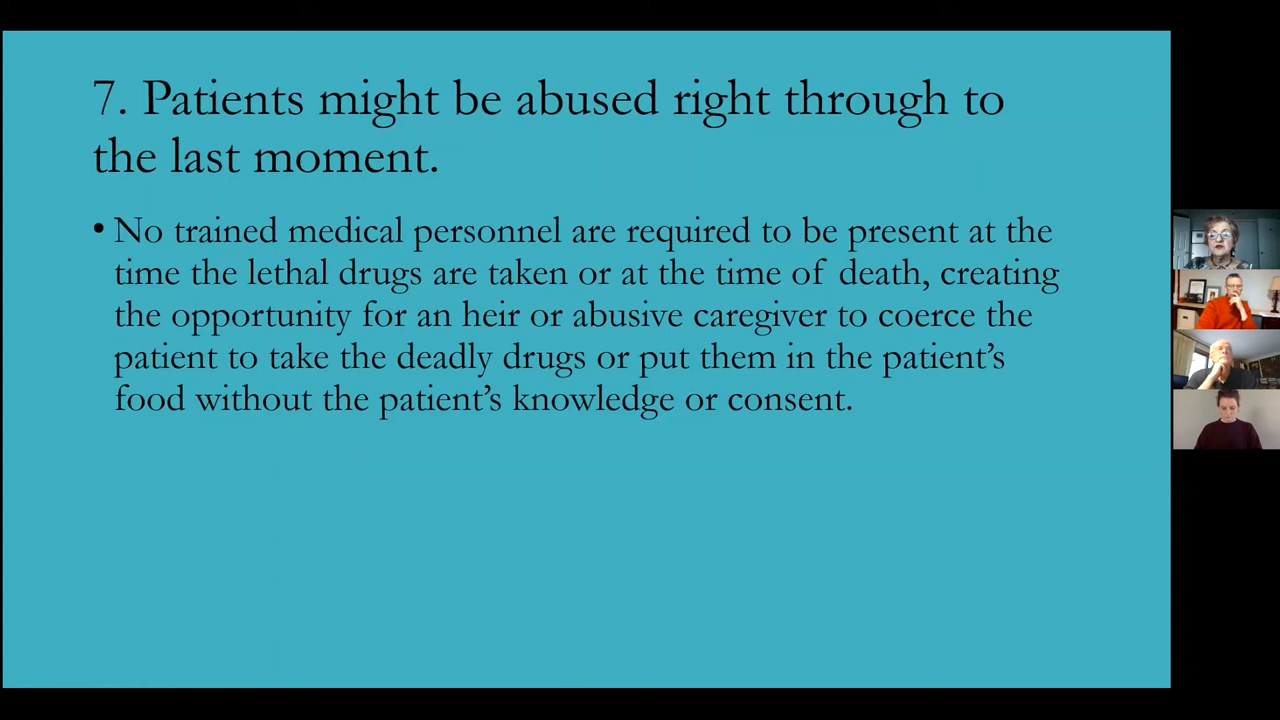 7. Patients might be abused right through to
the last moment.
• No trained medical personnel are required to be present at the
time the lethal drugs are taken or at the time of death, creating
the opportunity for an heir or abusive caregiver to coerce the
patient to take the deadly drugs or put them in the patient’s
food without the patient’s knowledge or consent.